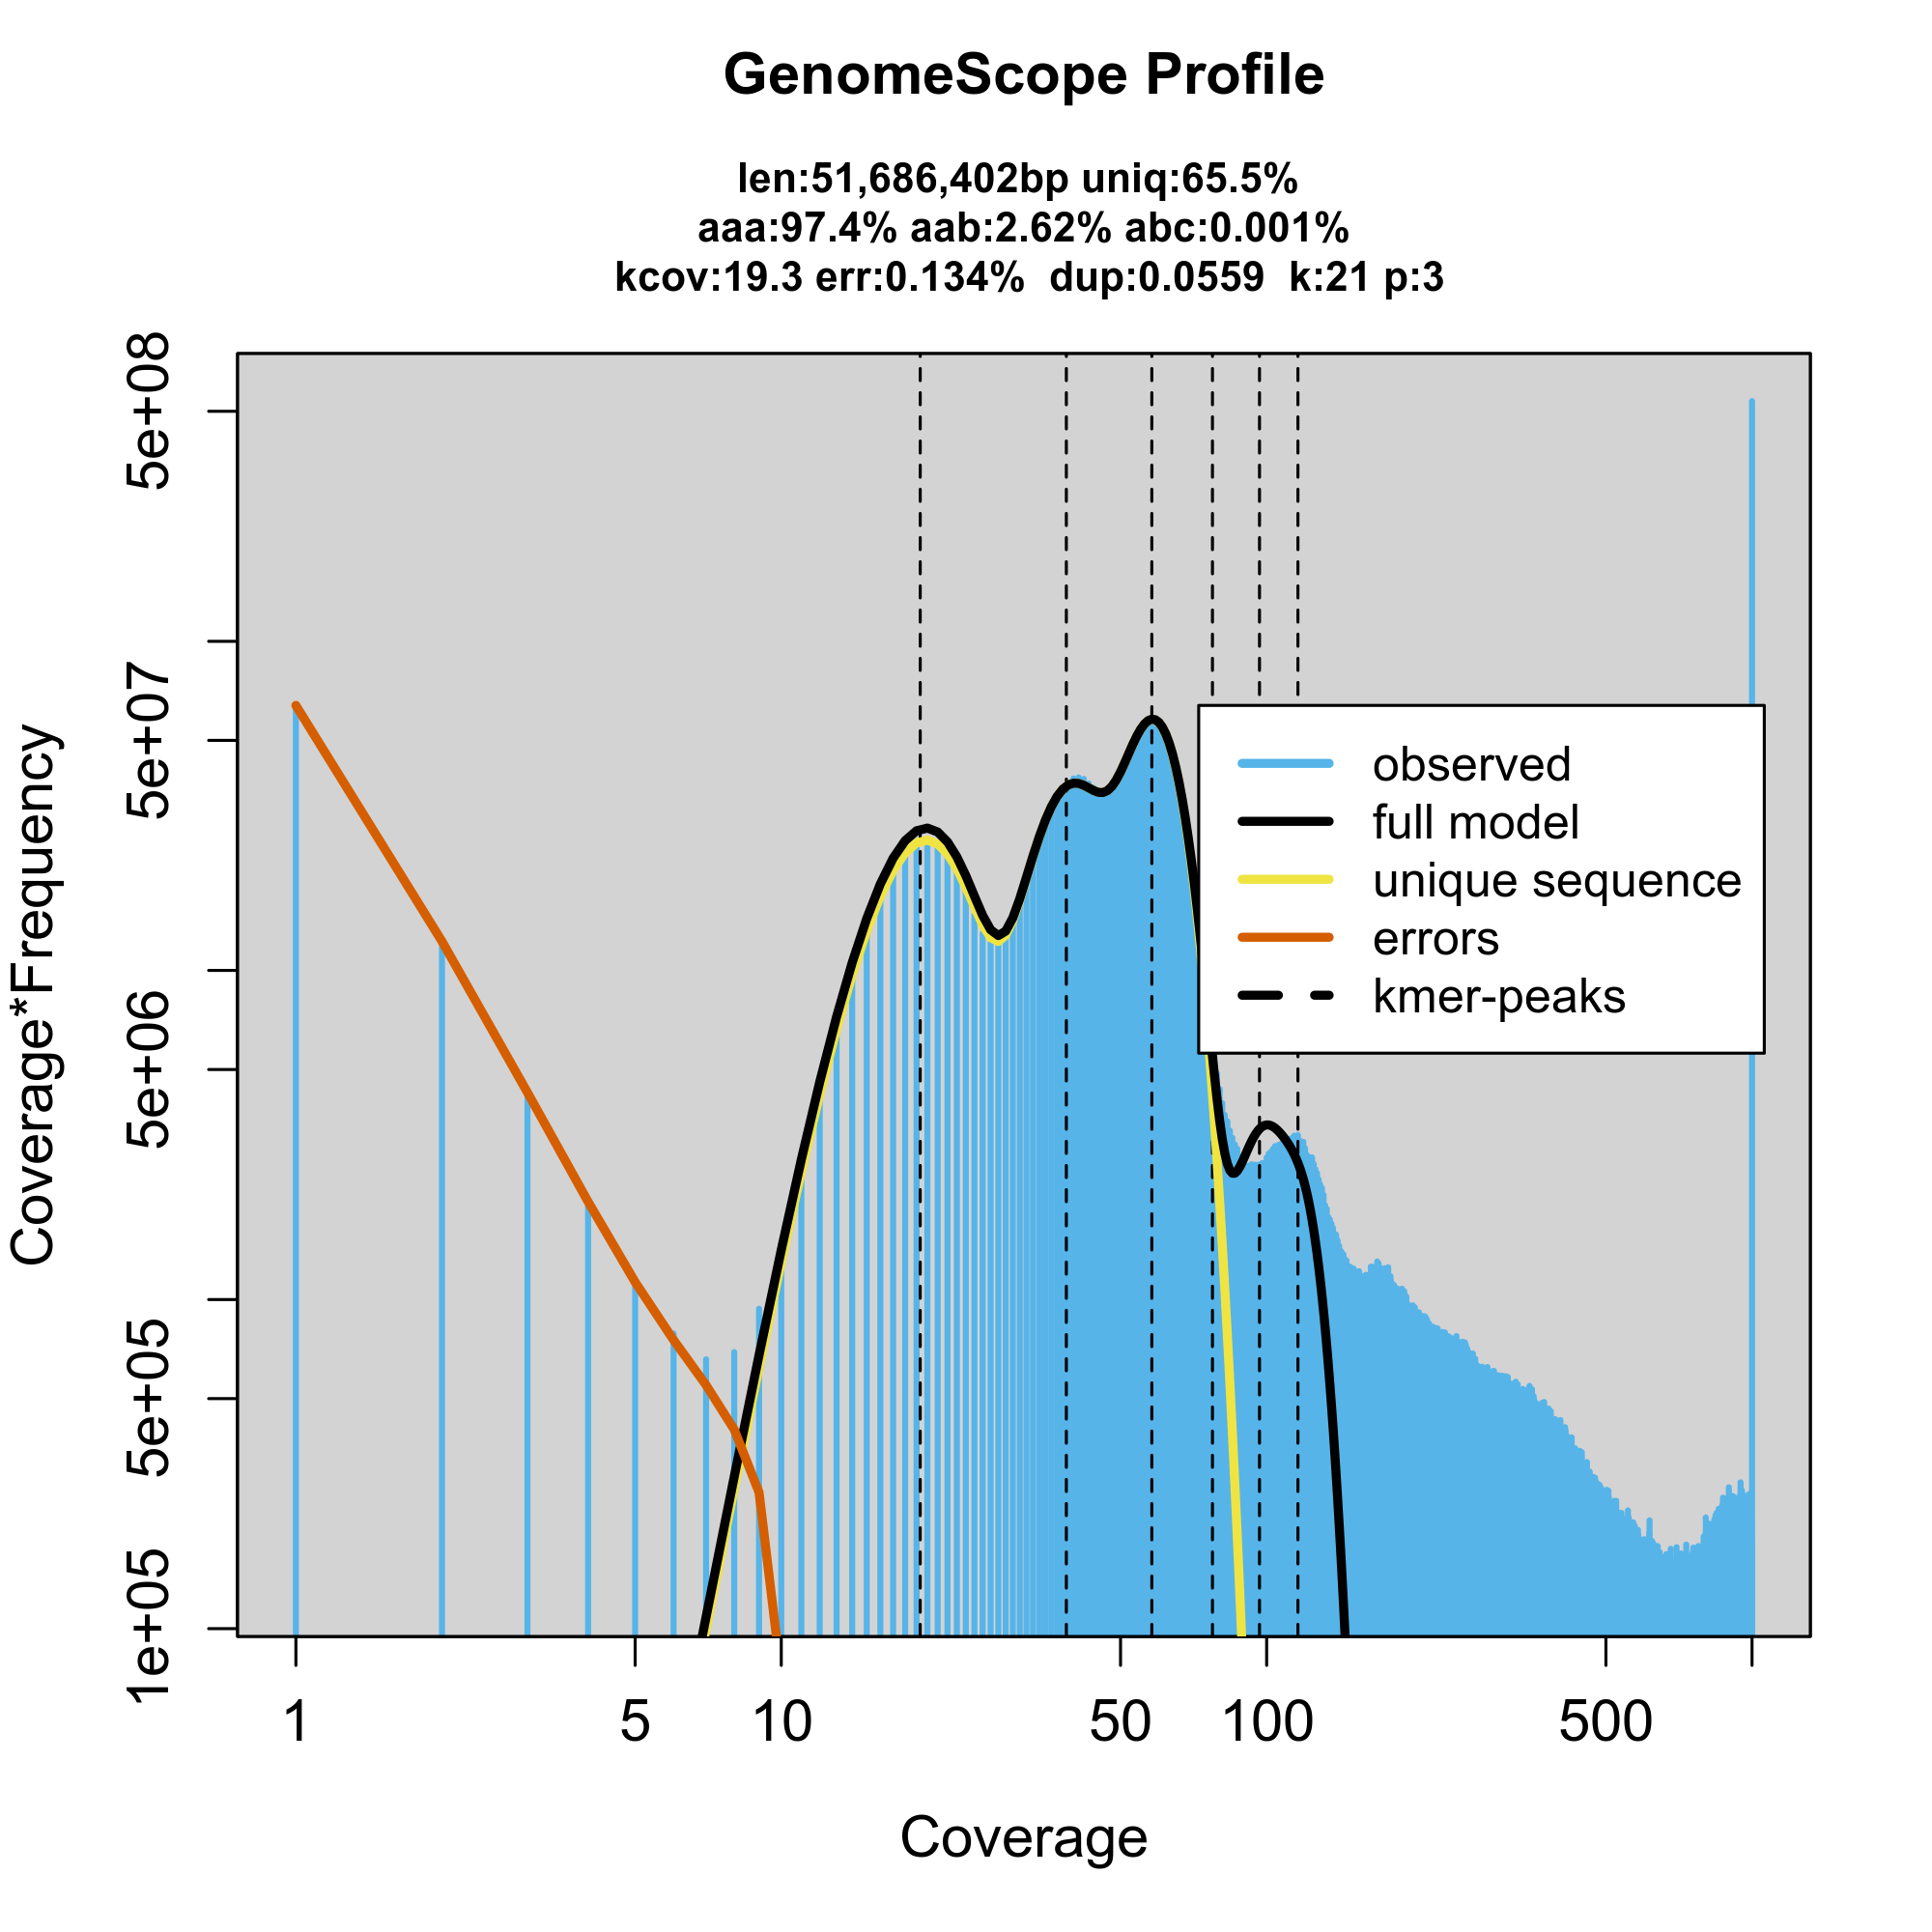 GenomeScope Profile
len:51,686,402bp uniq:65.5%
aaa:97.4% aab:2.62% abc:0.001%
kcov:19.3 err:0.134% dup:0.0559 k:21 p:3
Coverage*Frequency
5e+08
5e+07
5e+06
5e+05
1e+05
observed
full model
unique sequence
errors
kmer-peaks
1 5 10 50 100 500
Coverage